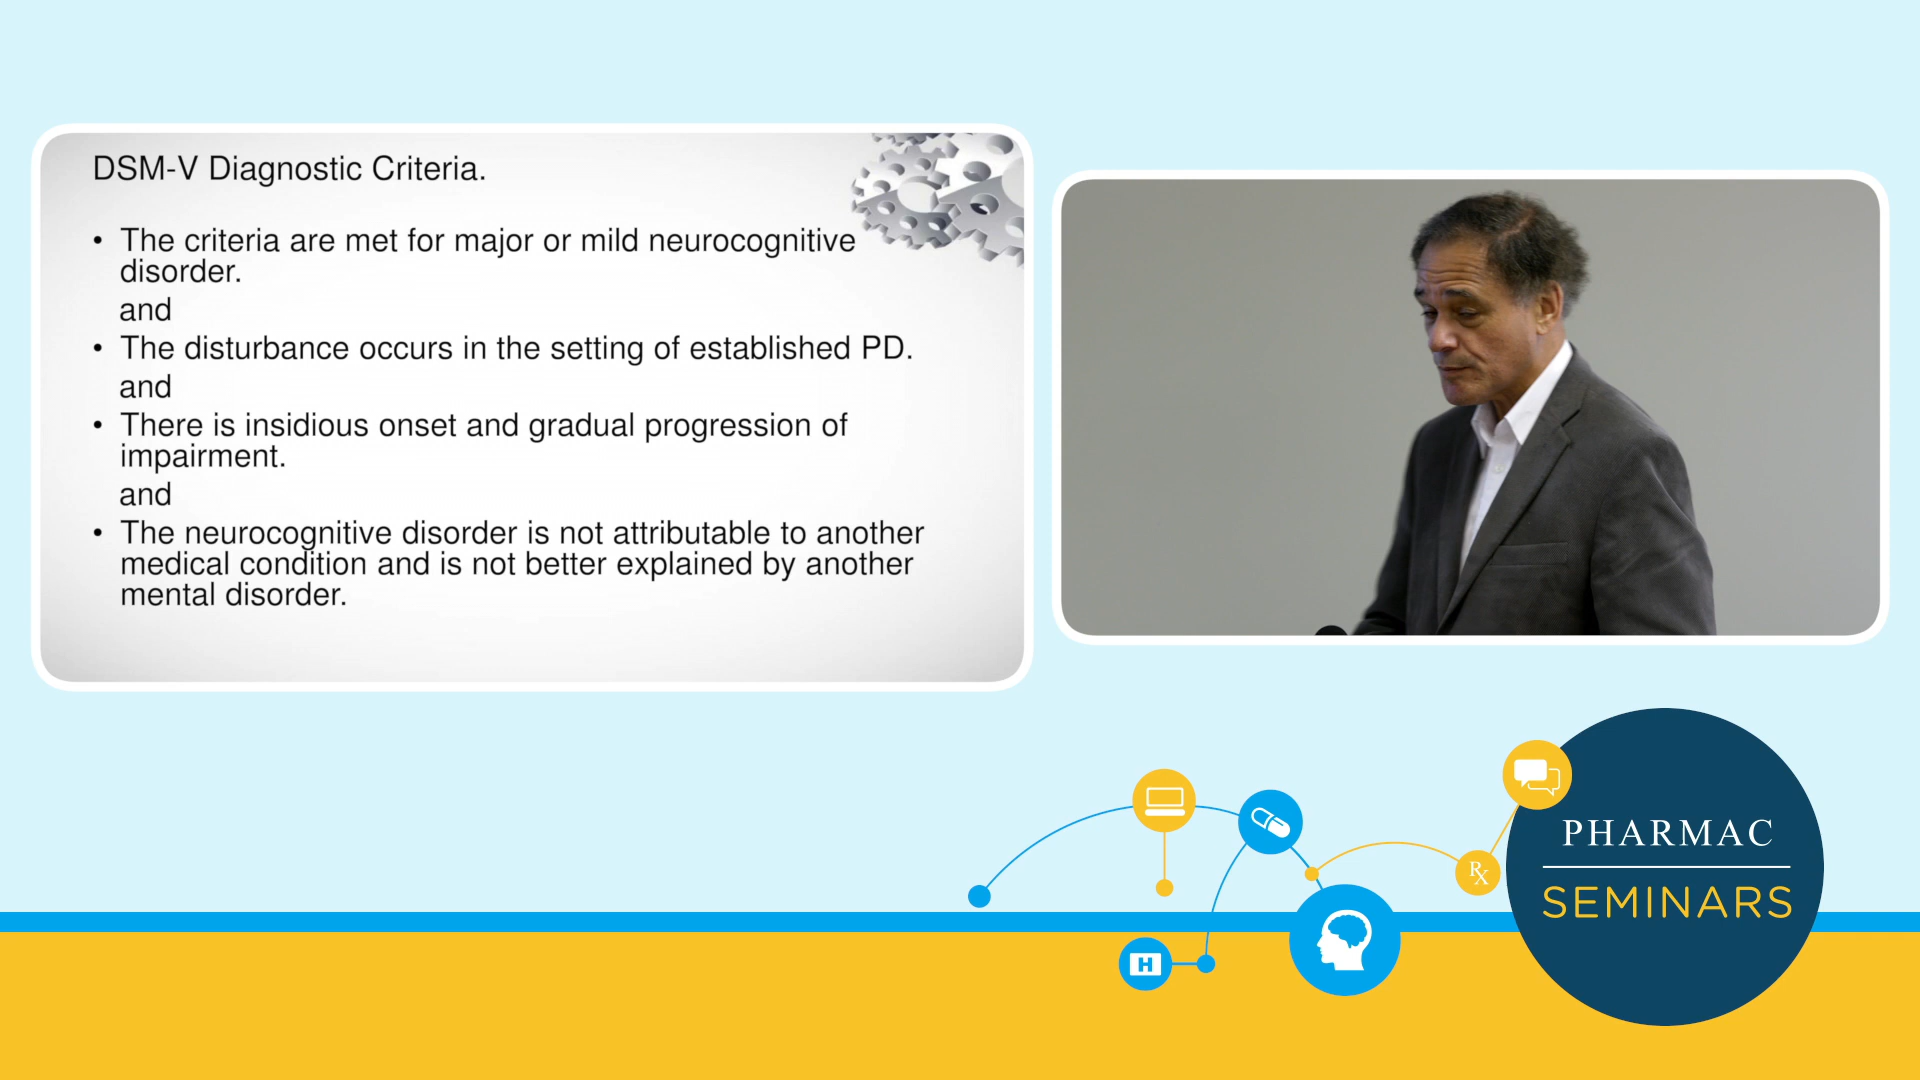 DSM-V Diagnostic Criteria.
• The criteria are met for major or mild neurocognitive
disorder.
and
• The disturbance occurs in the setting of established PD.
and
• There is insidious onset and gradual progression of
impairment.
and
• The neurocognitive disorder is not attributable to another
medical condition and is not better explained by another
mental disorder.
PHARMAC
SEMINARS
Rx
H